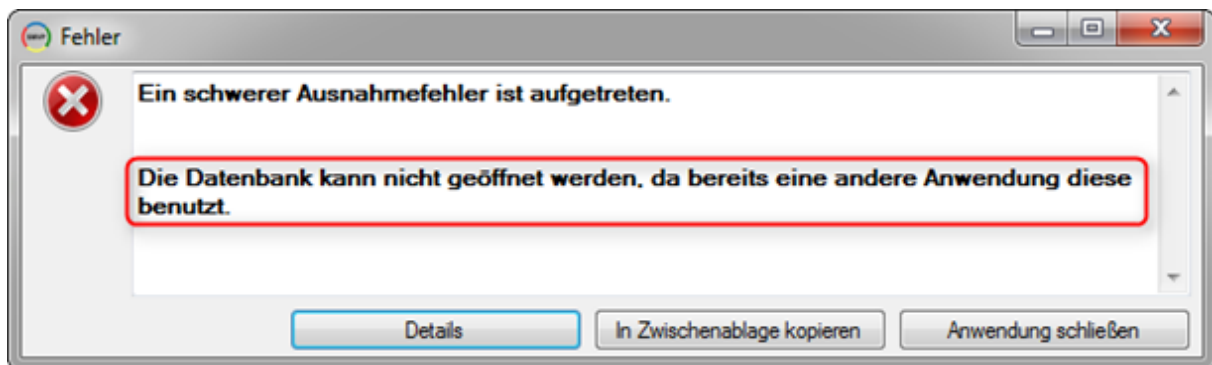 Fehler
Ein schwerer Ausnahmefehler ist aufgetreten.
Die Datenbank kann nicht geöffnet werden, da bereits eine andere Anwendung diese
benutzt.
Details
In Zwischenablage kopieren
Anwendung schließen